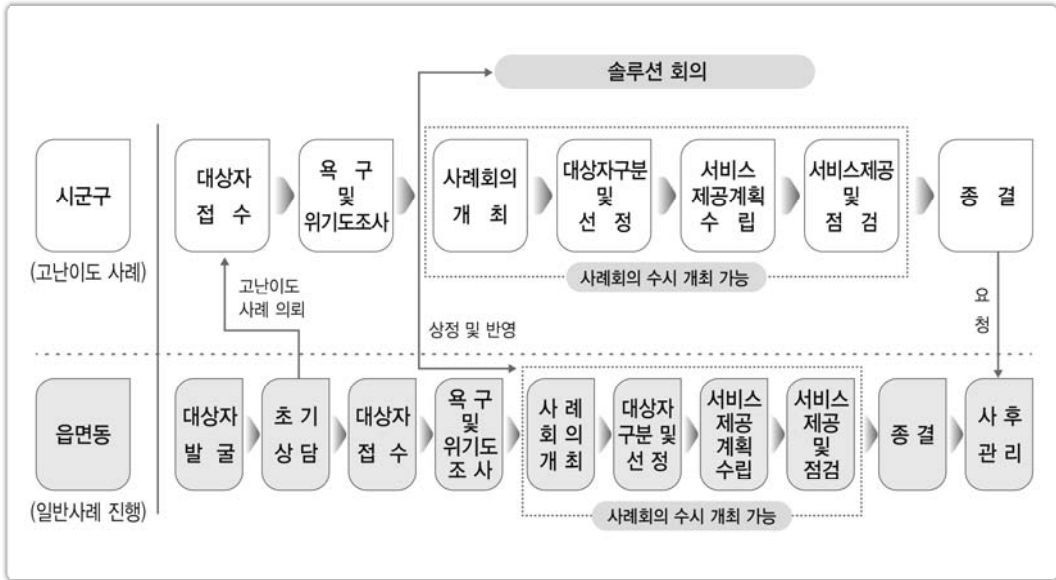 솔루션 회의
시군구
(고난이도 사례)
대상자
접 수
욕 구
및
위기도조사
사례회의
개 최
대상자구분
및
선 정
서비스
제공계획
수 립
서비스제공
및
점 검
종 결
사례회의 수시 개최 가능
고난이도
사례 의뢰
상정 및 반영
요
청
읍면동
(일반사례 진행)
대상자
발 굴
초 기
상 담
대상자
접 수
욕 구
및
위기도
조 사
사 례
회 의
개 최
대상자
구분 및
선 정
서비스
제공
계획
수립
서비스
제공
및
점검
종 결
사 후
관 리
사례회의 수시 개최 가능